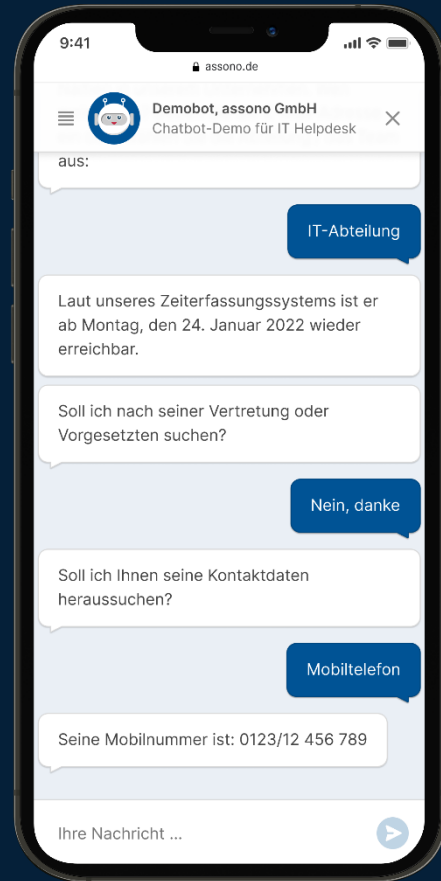 9:41
assono.de
Demobot, assono GmbH
Chatbot-Demo für IT Helpdesk
aus:
IT-Abteilung
Laut unseres Zeiterfassungssystems ist er
ab Montag, den 24. Januar 2022 wieder
erreichbar.
Soll ich nach seiner Vertretung oder
Vorgesetzten suchen?
Nein, danke
Soll ich Ihnen seine Kontaktdaten
heraussuchen?
Mobiltelefon
Seine Mobilnummer ist: 0123/12 456 789
Ihre Nachricht ...